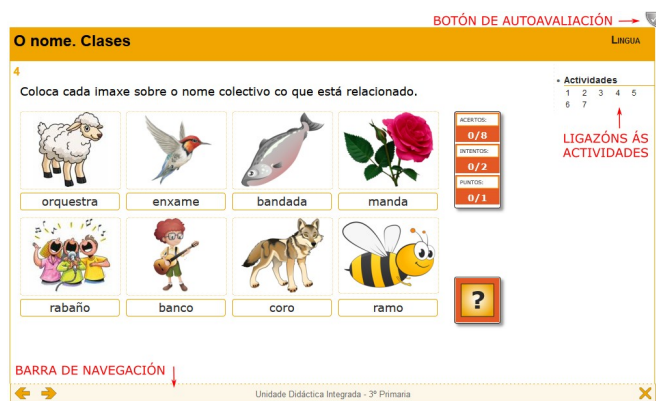 BOTÓN DE AUTOAVALIACIÓN
O nome. Clases
LINGUA
4
Coloca cada imaxe sobre o nome colectivo co que está relacionado.
Actividades
1 2 3 4 5
6 7
LIGAZÓNS ÁS
ACTIVIDADES
ACERTOS:
0/8
INTENTOS:
0/2
PUNTOS:
0/1
orquestra enxame bandada manda
rabaño banco coro ramo
?
BARRA DE NAVEGACIÓN
Unidade Didáctica Integrada - 3º Primaria